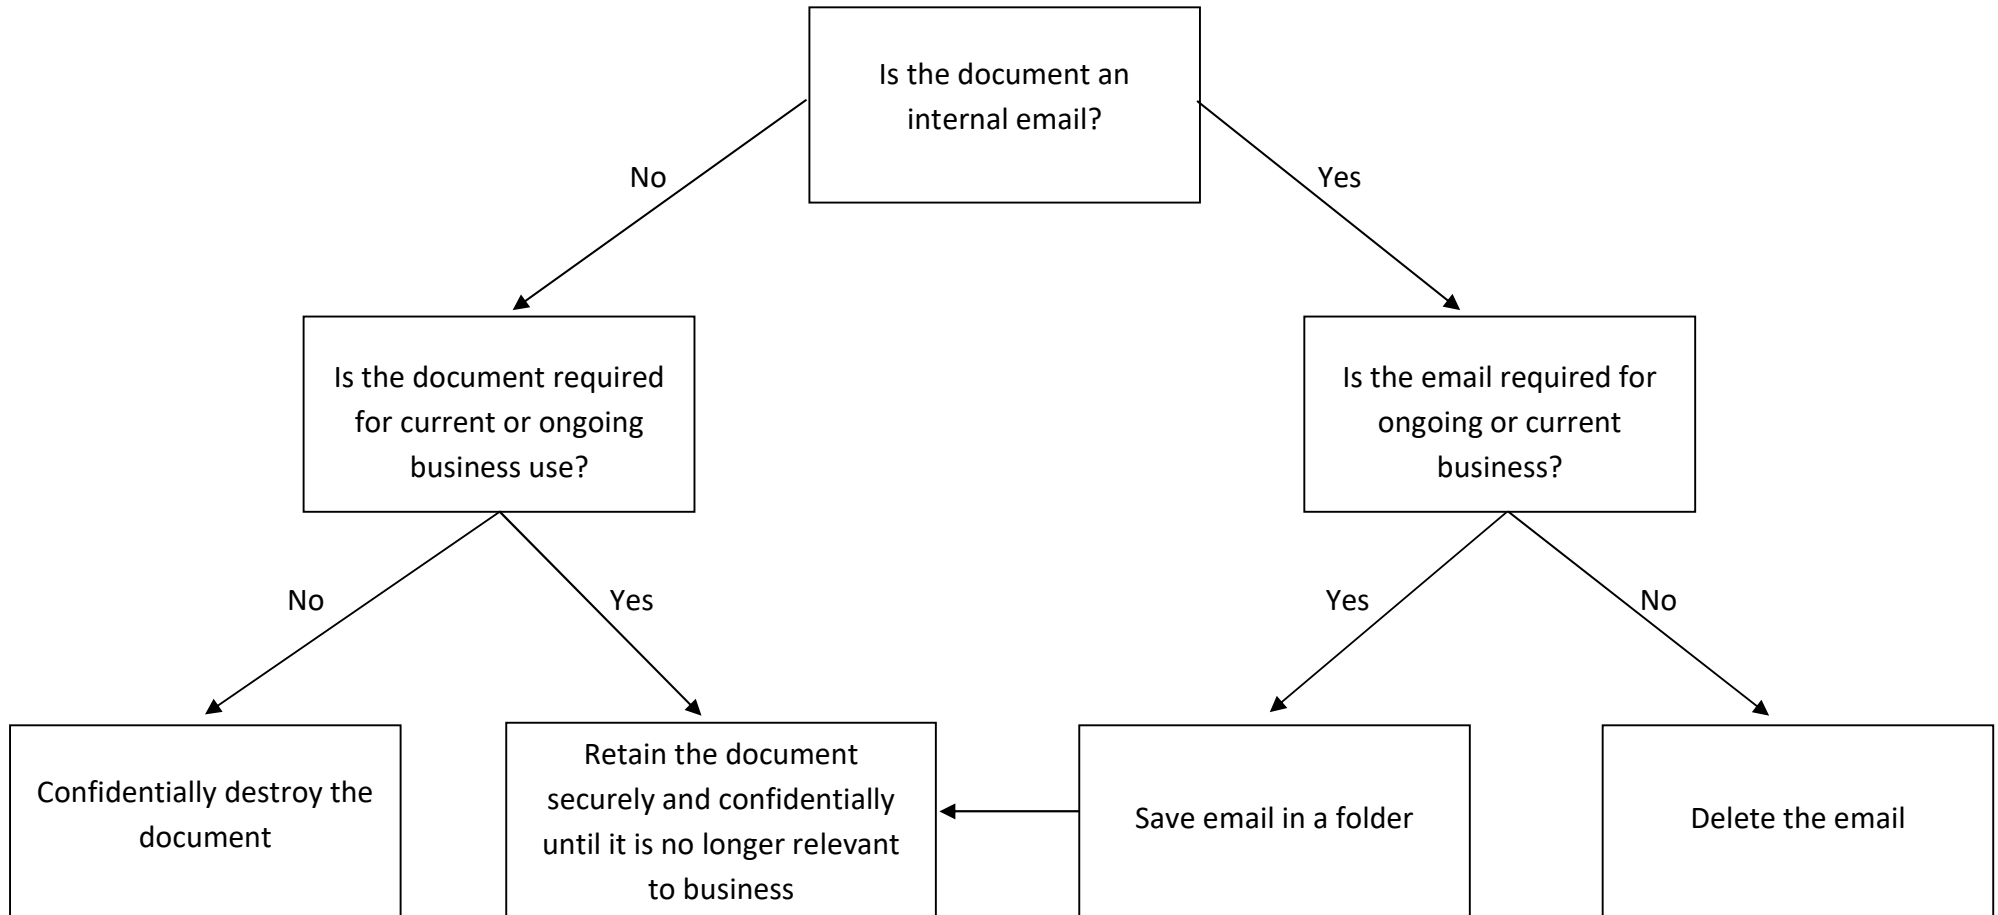 Is the document an
internal email?
No
Yes
Is the document required
for current or ongoing
business use?
Is the email required for
ongoing or current
business?
No
Yes
Yes
No
Confidentially destroy the
document
Retain the document
securely and confidentially
until it is no longer relevant
to business
Save email in a folder
Delete the email